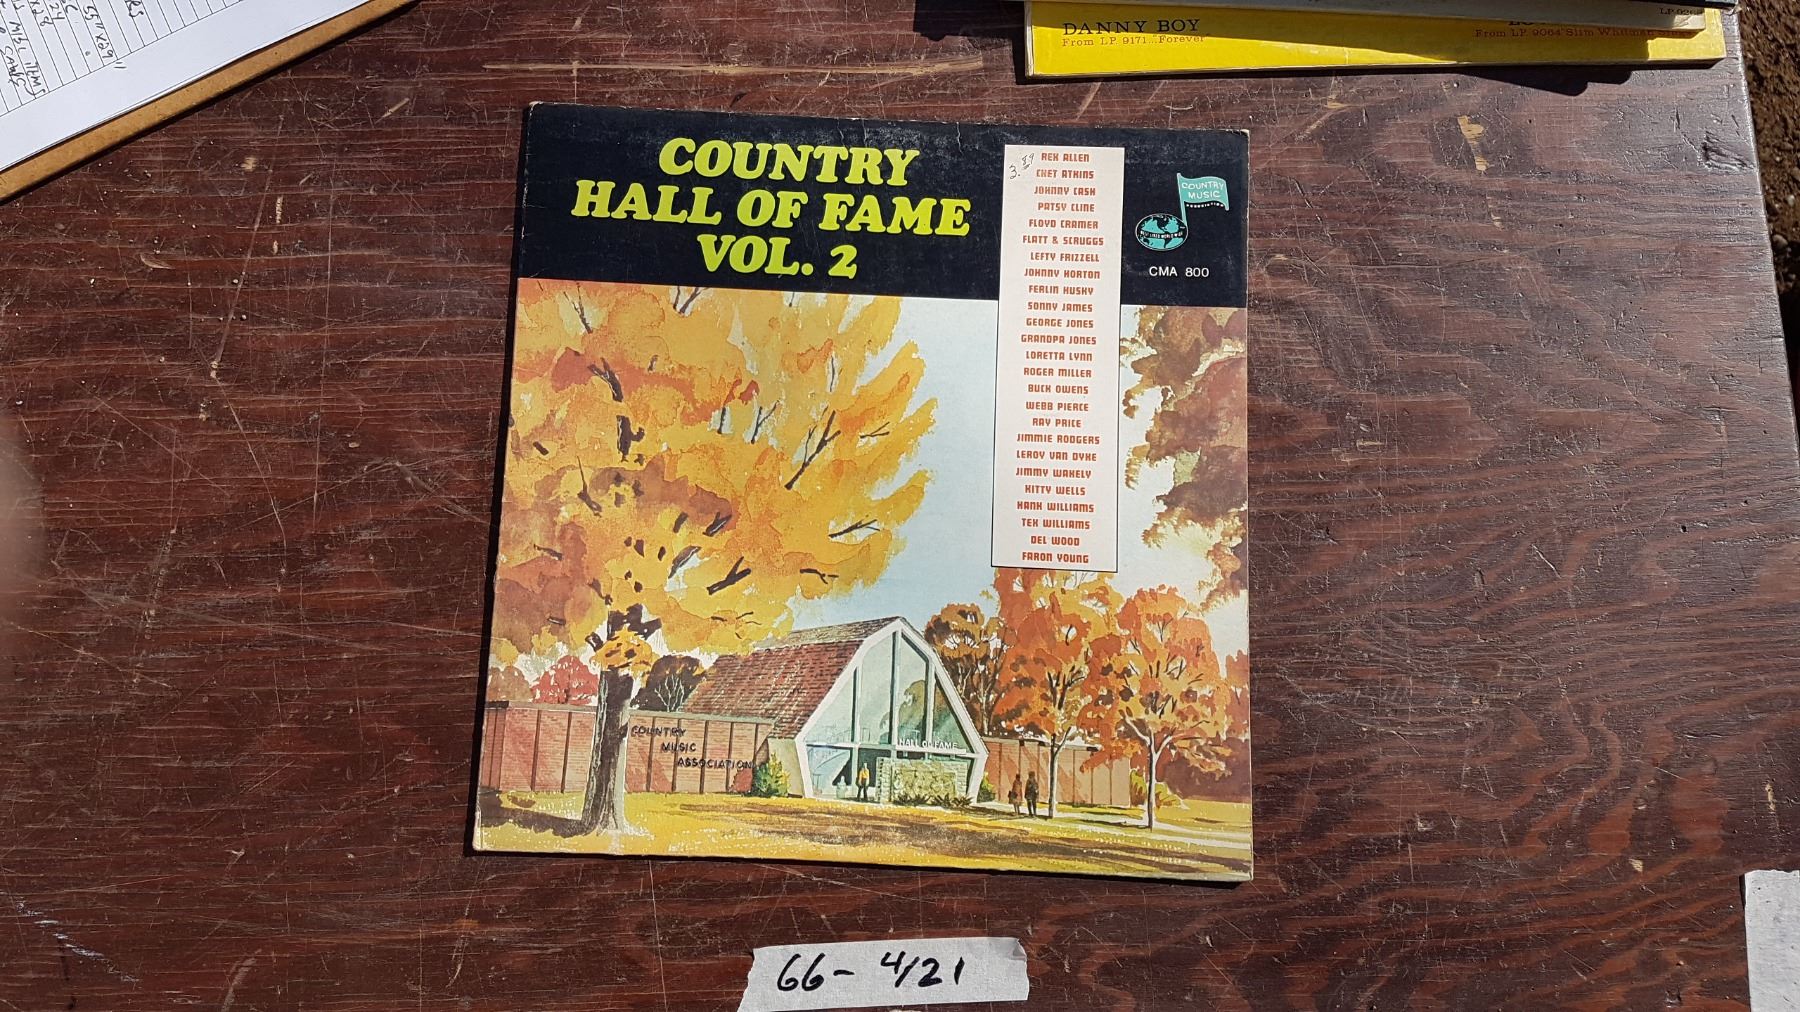 DANNY BOY
From LP 9171..."Forever"
From LP 9064 "Slim Whitman Sings"
COUNTRY
HALL OF FAME
VOL. 2
3.89
REX ALLEN
CHET ATKINS
JOHNNY CASH
PATSY CLINE
FLOYD CRAMER
FLATT & SCRUGGS
LEFTY FRIZZELL
JOHNNY HORTON
FERLIN HUSKY
SONNY JAMES
GEORGE JONES
GRANDPA JONES
LORETTA LYNN
ROGER MILLER
BUCK OWENS
WEBB PIERCE
RAY PRICE
JIMMIE RODGERS
LEROY VAN DYKE
JIMMY WAKELY
KITTY WELLS
HANK WILLIAMS
TEX WILLIAMS
DEL WOOD
FARON YOUNG
COUNTRY
MUSIC
ASSOCIATION
CMA 800
COUNTRY
MUSIC
ASSOCIATION
HALL OF FAME
66- 4/21